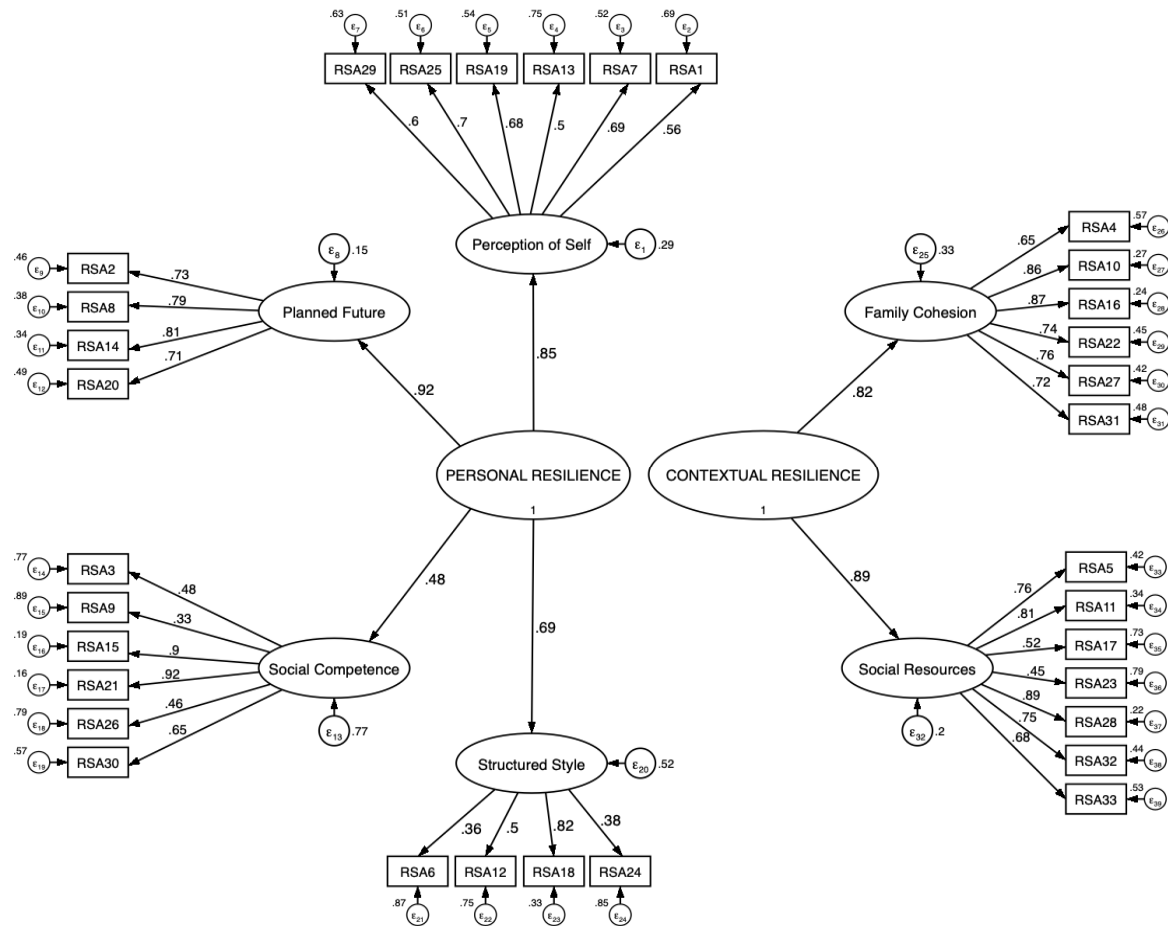 .63 ε7 .51 ε6 .54 ε5 .75 ε4 .52 ε3 .69 ε2
RSA29 RSA25 RSA19 RSA13 RSA7 RSA1
.6 .7 .68 .5 .69 .56
Perception of Self ε1 .29
.85
ε8 .15
Planned Future
.46 ε9 RSA2 .73
.38 ε10 RSA8 .79
.34 ε11 RSA14 .81
.49 ε12 RSA20 .71
.92
ε25 .33
Family Cohesion
.65 RSA4 .57 ε26
.86 RSA10 .27 ε27
.87 RSA16 .24 ε28
.74 RSA22 .45 ε29
.76 RSA27 .42 ε30
.72 RSA31 .48 ε31
.82
PERSONAL RESILIENCE
1
CONTEXTUAL RESILIENCE
1
.48
.69
.89
.77 ε14 RSA3 .48
.89 ε15 RSA9 .33
.19 ε16 RSA15 .9
.16 ε17 RSA21 .92
.79 ε18 RSA26 .46
.57 ε19 RSA30 .65
Social Competence
ε13 .77
Social Resources
ε32 .2
.76 RSA5 .42 ε33
.81 RSA11 .34 ε34
.52 RSA17 .73 ε35
.45 RSA23 .79 ε36
.89 RSA28 .22 ε37
.75 RSA32 .44 ε38
.68 RSA33 .53 ε39
Structured Style ε20 .52
.36 .5 .82 .38
RSA6 RSA12 RSA18 RSA24
.87 ε21 .75 ε22 .33 ε23 .85 ε24